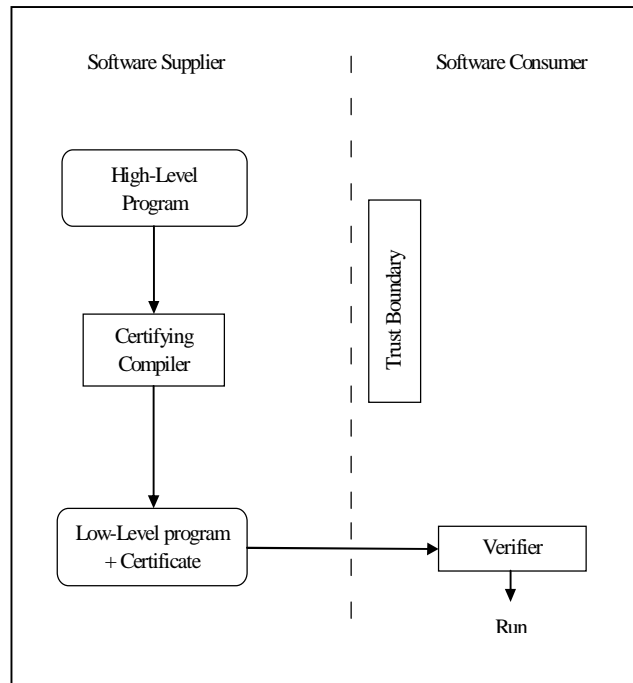 Software Supplier
Software Consumer
High-Level
Program
Trust Boundary
Certifying
Compiler
Low-Level program
+ Certificate
Verifier
Run